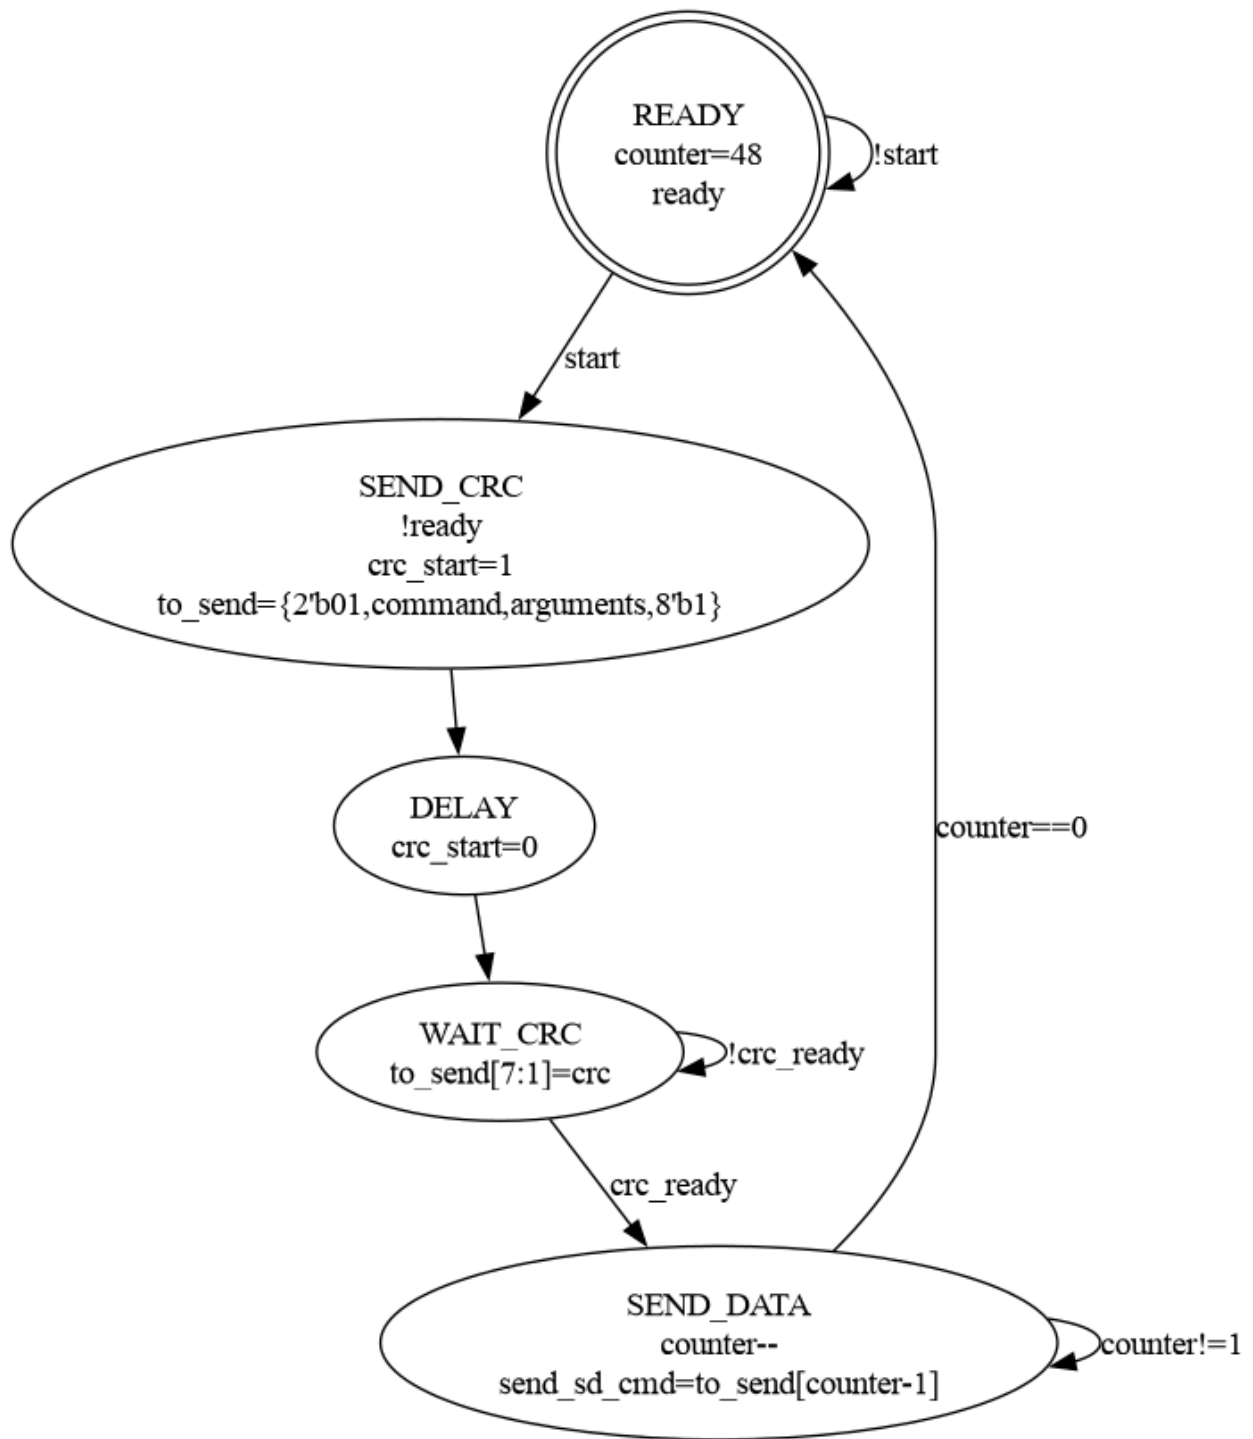 READY
counter=48
ready
!start
start
SEND_CRC
!ready
crc_start=1
to_send={2'b01,command,arguments,8'b1}
DELAY
crc_start=0
counter==0
WAIT_CRC
to_send[7:1]=crc
!crc_ready
crc_ready
SEND_DATA
counter--
send_sd_cmd=to_send[counter-1]
counter!=1